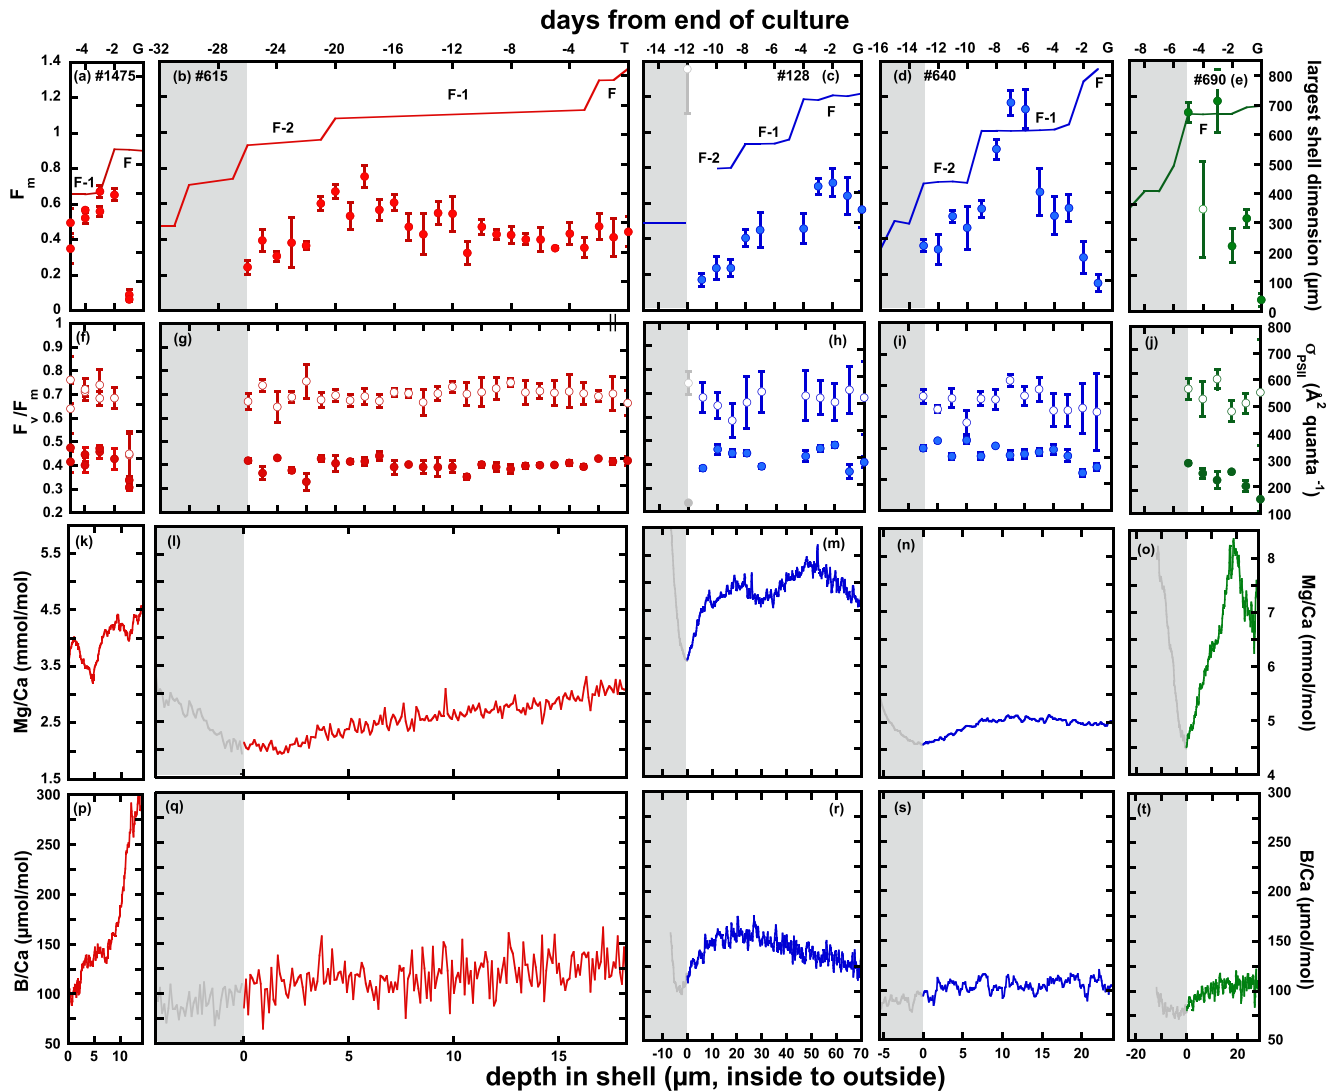 days from end of culture
-4 -2 G -32 -28 -24 -20 -16 -12 -8 -4 T -14 -12 -10 -8 -6 -4 -2 G -16 -14 -12 -10 -8 -6 -4 -2 G -8 -6 -4 -2 G
(a) #1475
(b) #615
#128 (c)
(d) #640
#690 (e)
F-1
F
F-2
F-1
F
F-2
F-1
F
F-2
F-1
F
F
1.4
1.2
1
0.8
0.6
0.4
0.2
0
Fm
800
700
600
500
400
300
200
100
0
largest shell dimension (µm)
(f)
(g)
(h)
(i)
(j)
1
0.9
0.8
0.7
0.6
0.5
0.4
0.3
0.2
Fv/Fm
800
700
600
500
400
300
200
100
σPSII (Å2 quanta-1)
(k)
(l)
(m)
(n)
(o)
5.5
4.5
3.5
2.5
1.5
Mg/Ca (mmol/mol)
8
7
6
5
4
Mg/Ca (mmol/mol)
(p)
(q)
(r)
(s)
(t)
300
250
200
150
100
50
B/Ca (µmol/mol)
300
250
200
150
100
50
B/Ca (µmol/mol)
0 5 10 0 5 10 15 -10 0 10 20 30 40 50 60 70 -5 0 5 10 15 20 -20 0 20
depth in shell (µm, inside to outside)